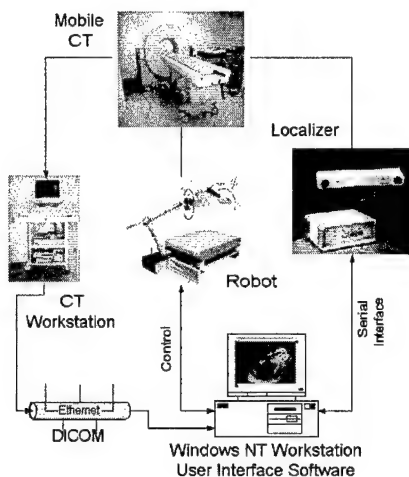 Mobile
CT
Localizer
CT
Workstation
Robot
Control
Serial
Interface
Ethernet
DICOM
Windows NT Workstation
User Interface Software